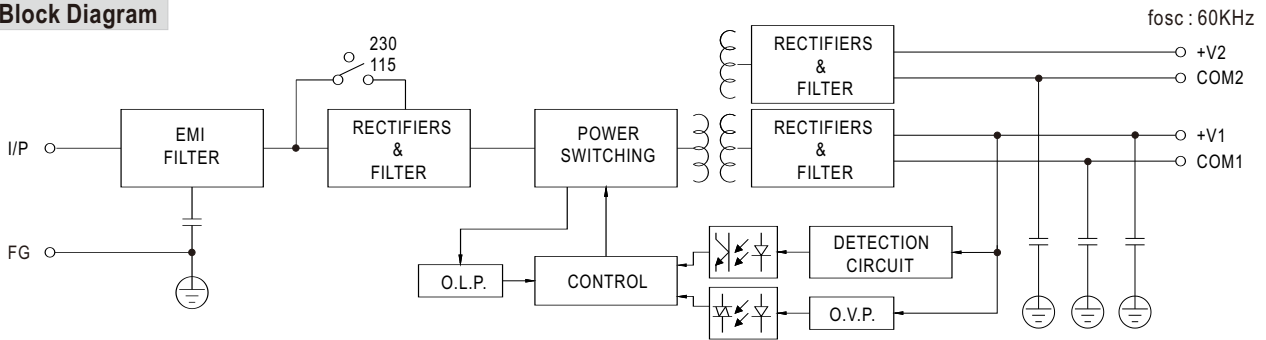 Block Diagram
fosc : 60KHz
230
115
I/P
EMI
FILTER
RECTIFIERS
&
FILTER
POWER
SWITCHING
RECTIFIERS
&
FILTER
+V2
COM2
RECTIFIERS
&
FILTER
+V1
COM1
FG
O.L.P.
CONTROL
DETECTION
CIRCUIT
O.V.P.